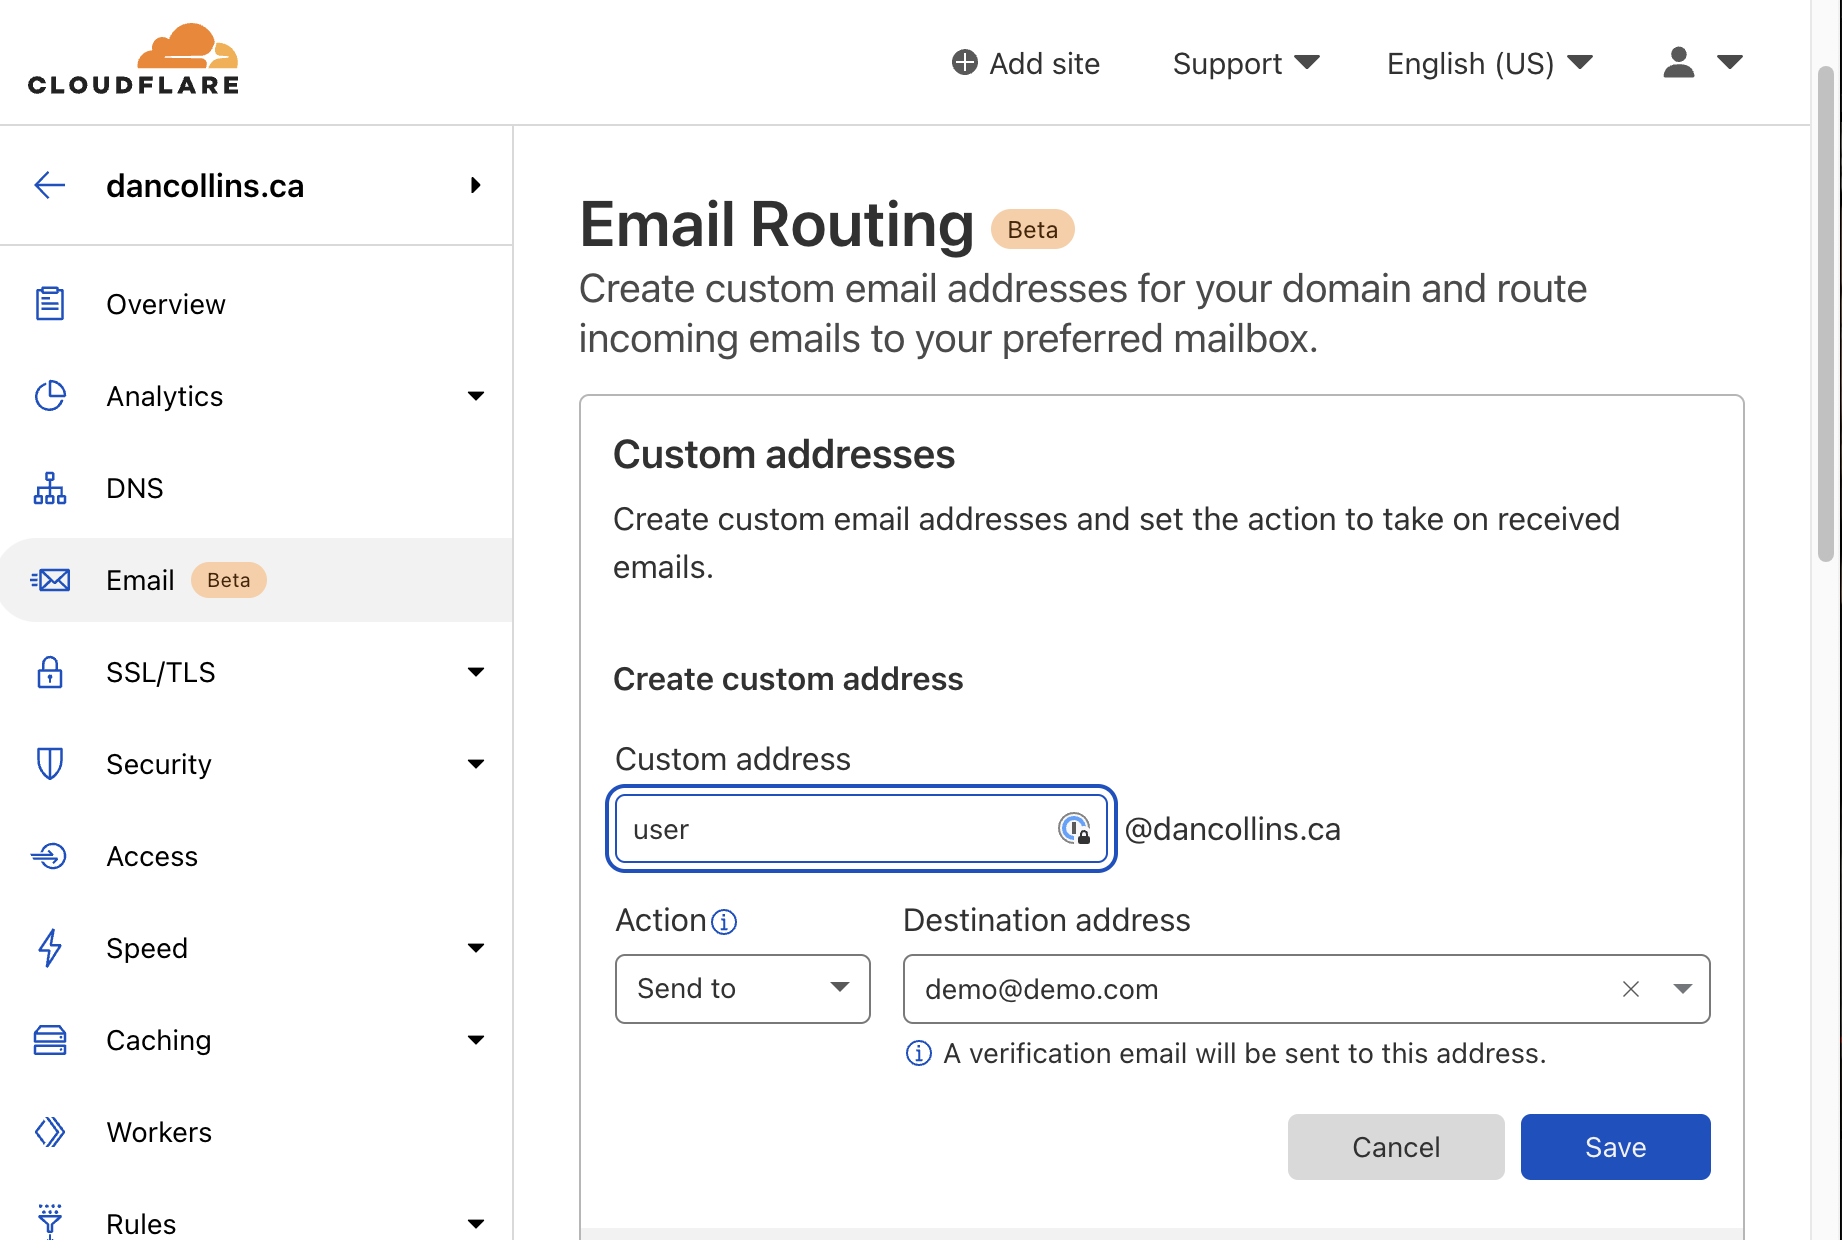 CLOUDFLARE
Add site
Support
English (US)
dancollins.ca
Overview
Analytics
DNS
Email Beta
SSL/TLS
Security
Access
Speed
Caching
Workers
Rules
Email Routing Beta
Create custom email addresses for your domain and route
incoming emails to your preferred mailbox.
Custom addresses
Create custom email addresses and set the action to take on received
emails.
Create custom address
Custom address
user @dancollins.ca
Action Destination address
Send to demo@demo.com
A verification email will be sent to this address.
Cancel Save